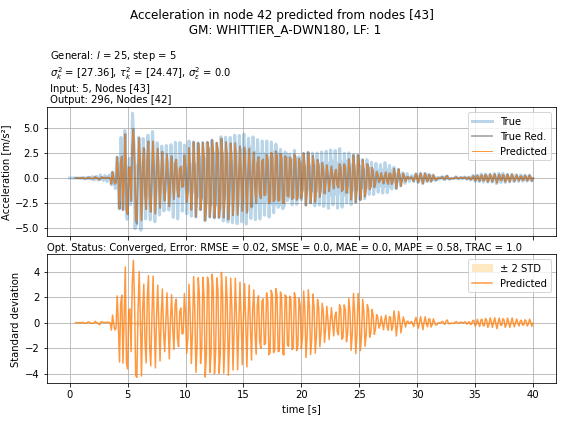 Acceleration in node 42 predicted from nodes [43]
GM: WHITTIER_A-DWN180, LF: 1
General: l = 25, step = 5
σ²ₖ = [27.36], τ²ₖ = [24.47], σ²ε = 0.0
Input: 5, Nodes [43]
Output: 296, Nodes [42]
Acceleration [m/s²]
5.0
2.5
0.0
−2.5
−5.0
True
True Red.
Predicted
Opt. Status: Converged, Error: RMSE = 0.02, SMSE = 0.0, MAE = 0.0, MAPE = 0.58, TRAC = 1.0
Standard deviation
4
2
0
−2
−4
± 2 STD
Predicted
0 5 10 15 20 25 30 35 40
time [s]